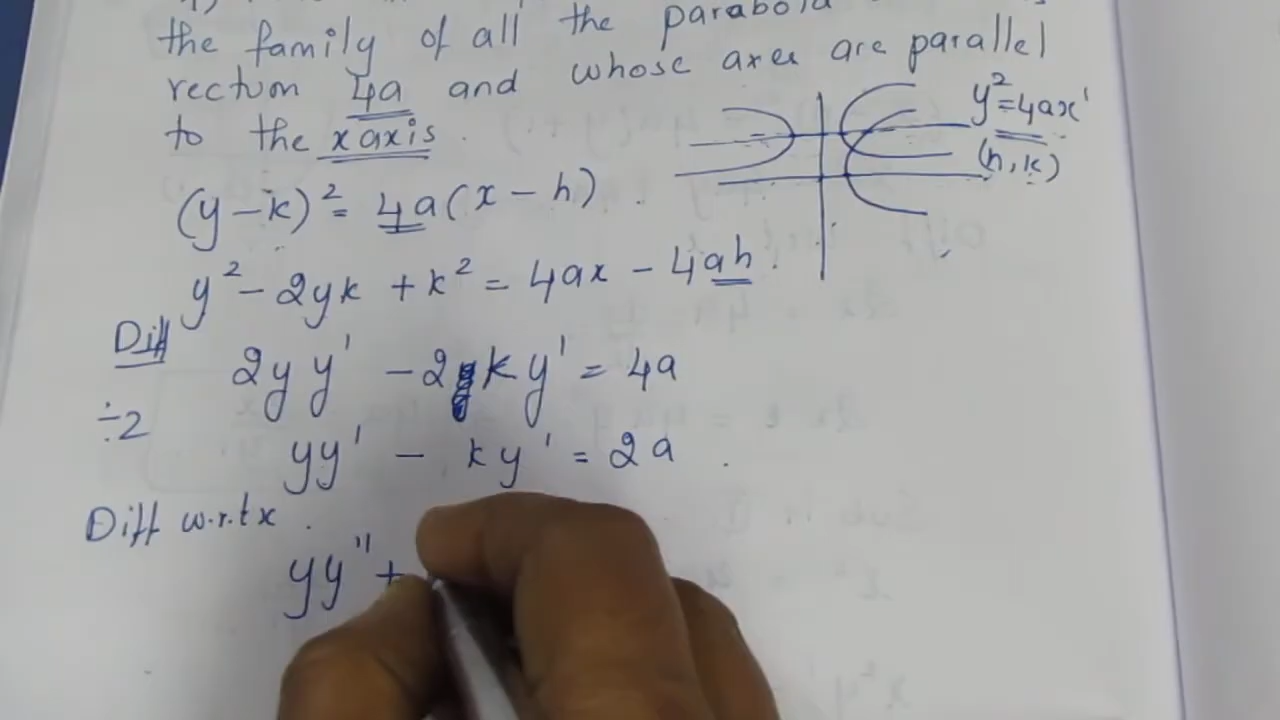 the family of all the parabola
rectum 4a and whose axes are parallel
to the x axis.
y² = 4ax
(h, k)
(y - k)² = 4a(x - h)
y² - 2yk + k² = 4ax - 4ah.
Diff
2yy' - 2ky' = 4a
÷2
yy' - ky' = 2a.
Diff w.r.t x.
yy'' +